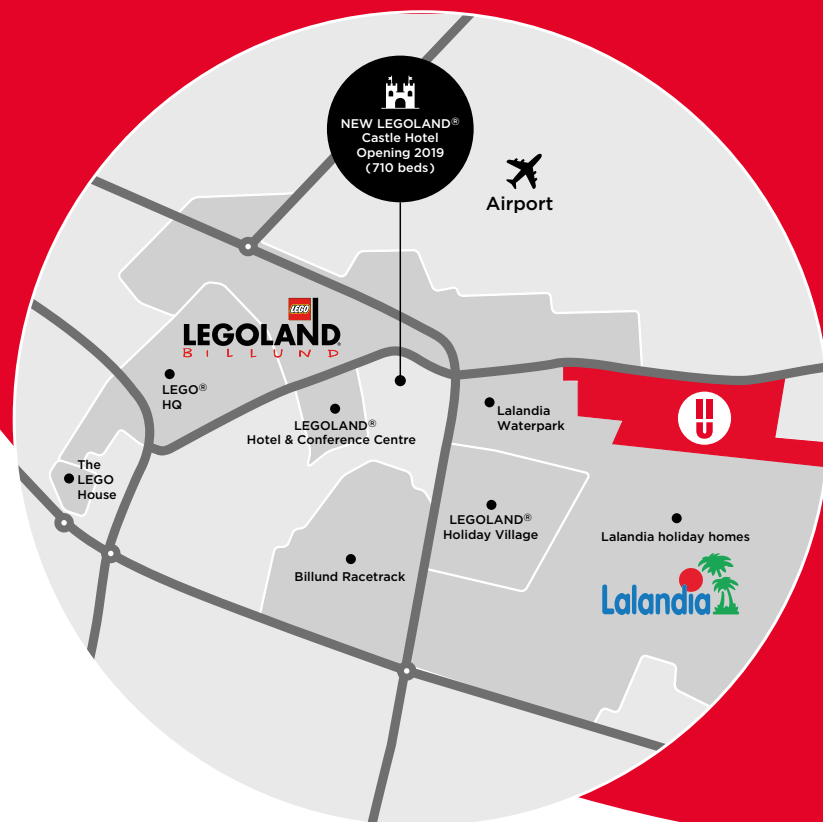 NEW LEGOLAND®
Castle Hotel
Opening 2019
(710 beds)
Airport
LEGO
LEGOLAND®
BILLUND
LEGO®
HQ
LEGOLAND®
Hotel & Conference Centre
Lalandia
Waterpark
The
LEGO
House
LEGOLAND®
Holiday Village
Lalandia holiday homes
Billund Racetrack
Lalandia